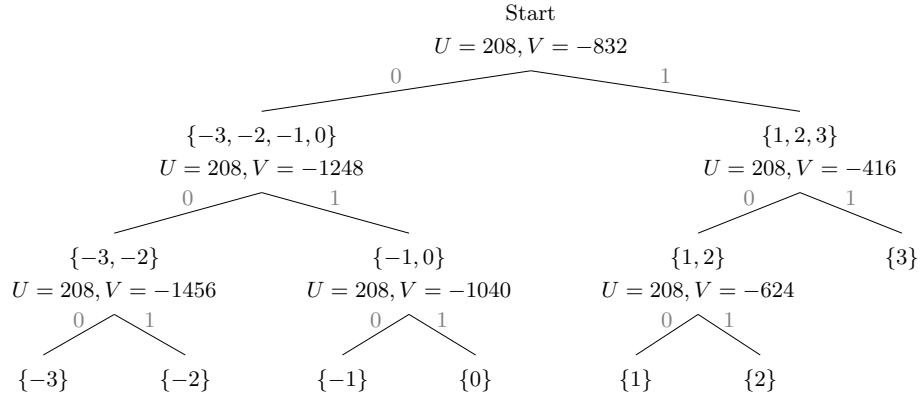 Start
U = 208, V = −832
0 1
{−3, −2, −1, 0} {1, 2, 3}
U = 208, V = −1248 U = 208, V = −416
0 1 0 1
{−3, −2} {−1, 0} {1, 2} {3}
U = 208, V = −1456 U = 208, V = −1040 U = 208, V = −624
0 1 0 1 0 1
{−3} {−2} {−1} {0} {1} {2}